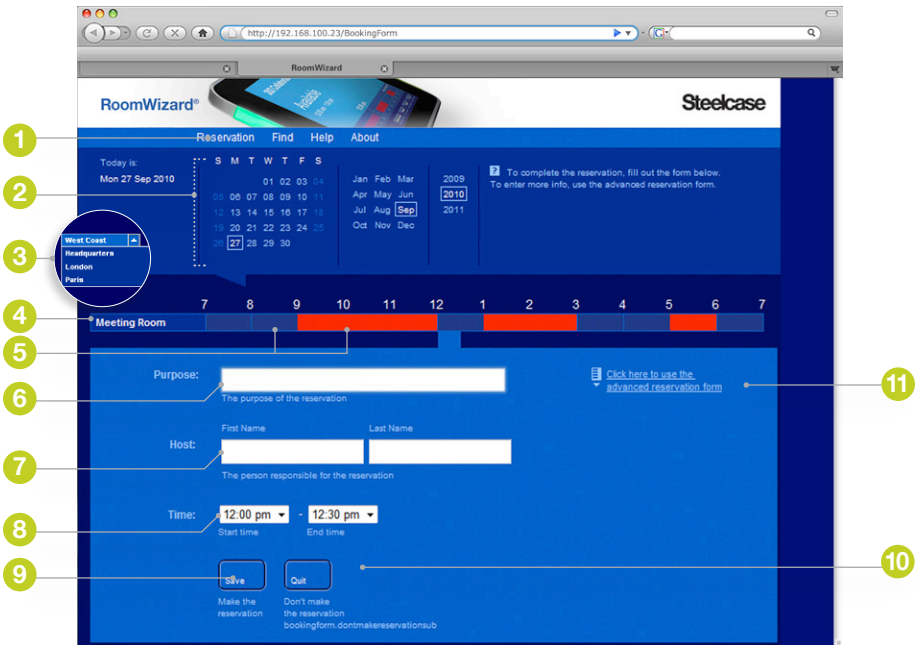 http://192.168.100.23/BookingForm
G
RoomWizard
RoomWizard®
Available
Steelcase
1
Reservation Find Help About
Today is:
Mon 27 Sep 2010
2
S M T W T F S
01 02 03 04
05 06 07 08 09 10 11
12 13 14 15 16 17 18
19 20 21 22 23 24 25
26 27 28 29 30
Jan Feb Mar
Apr May Jun
Jul Aug Sep
Oct Nov Dec
2009
2010
2011
? To complete the reservation, fill out the form below.
To enter more info, use the advanced reservation form.
3
West Coast
Headquarters
London
Paris
7 8 9 10 11 12 1 2 3 4 5 6 7
4
Meeting Room
5
Purpose:
6
The purpose of the reservation
Click here to use the
advanced reservation form
11
First Name Last Name
Host:
7
The person responsible for the reservation
Time:
12:00 pm - 12:30 pm
8
Start time End time
9
Save Quit
10
Make the
reservation
Don't make
the reservation
bookingform.dontmakereservationsub